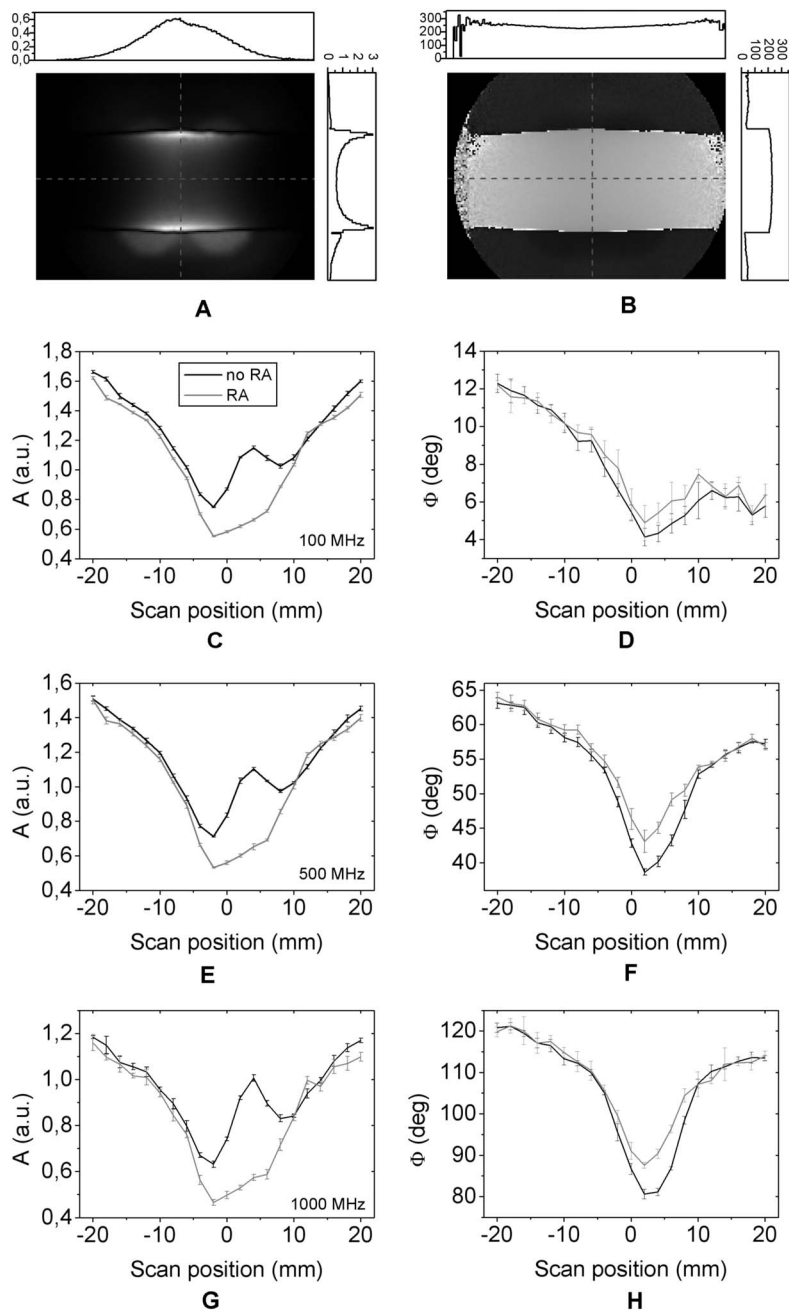 0,6
0,4
0,2
0,0
0 1 2 3
A
300
200
100
0
0 100 200 300
B
1,8
1,6
1,4
1,2
1,0
0,8
0,6
0,4
A (a.u.)
no RA
RA
100 MHz
-20 -10 0 10 20
Scan position (mm)
C
14
12
10
8
6
4
Φ (deg)
-20 -10 0 10 20
Scan position (mm)
D
1,6
1,4
1,2
1,0
0,8
0,6
0,4
A (a.u.)
500 MHz
-20 -10 0 10 20
Scan position (mm)
E
65
60
55
50
45
40
Φ (deg)
-20 -10 0 10 20
Scan position (mm)
F
1,2
1,0
0,8
0,6
0,4
A (a.u.)
1000 MHz
-20 -10 0 10 20
Scan position (mm)
G
120
110
100
90
80
Φ (deg)
-20 -10 0 10 20
Scan position (mm)
H